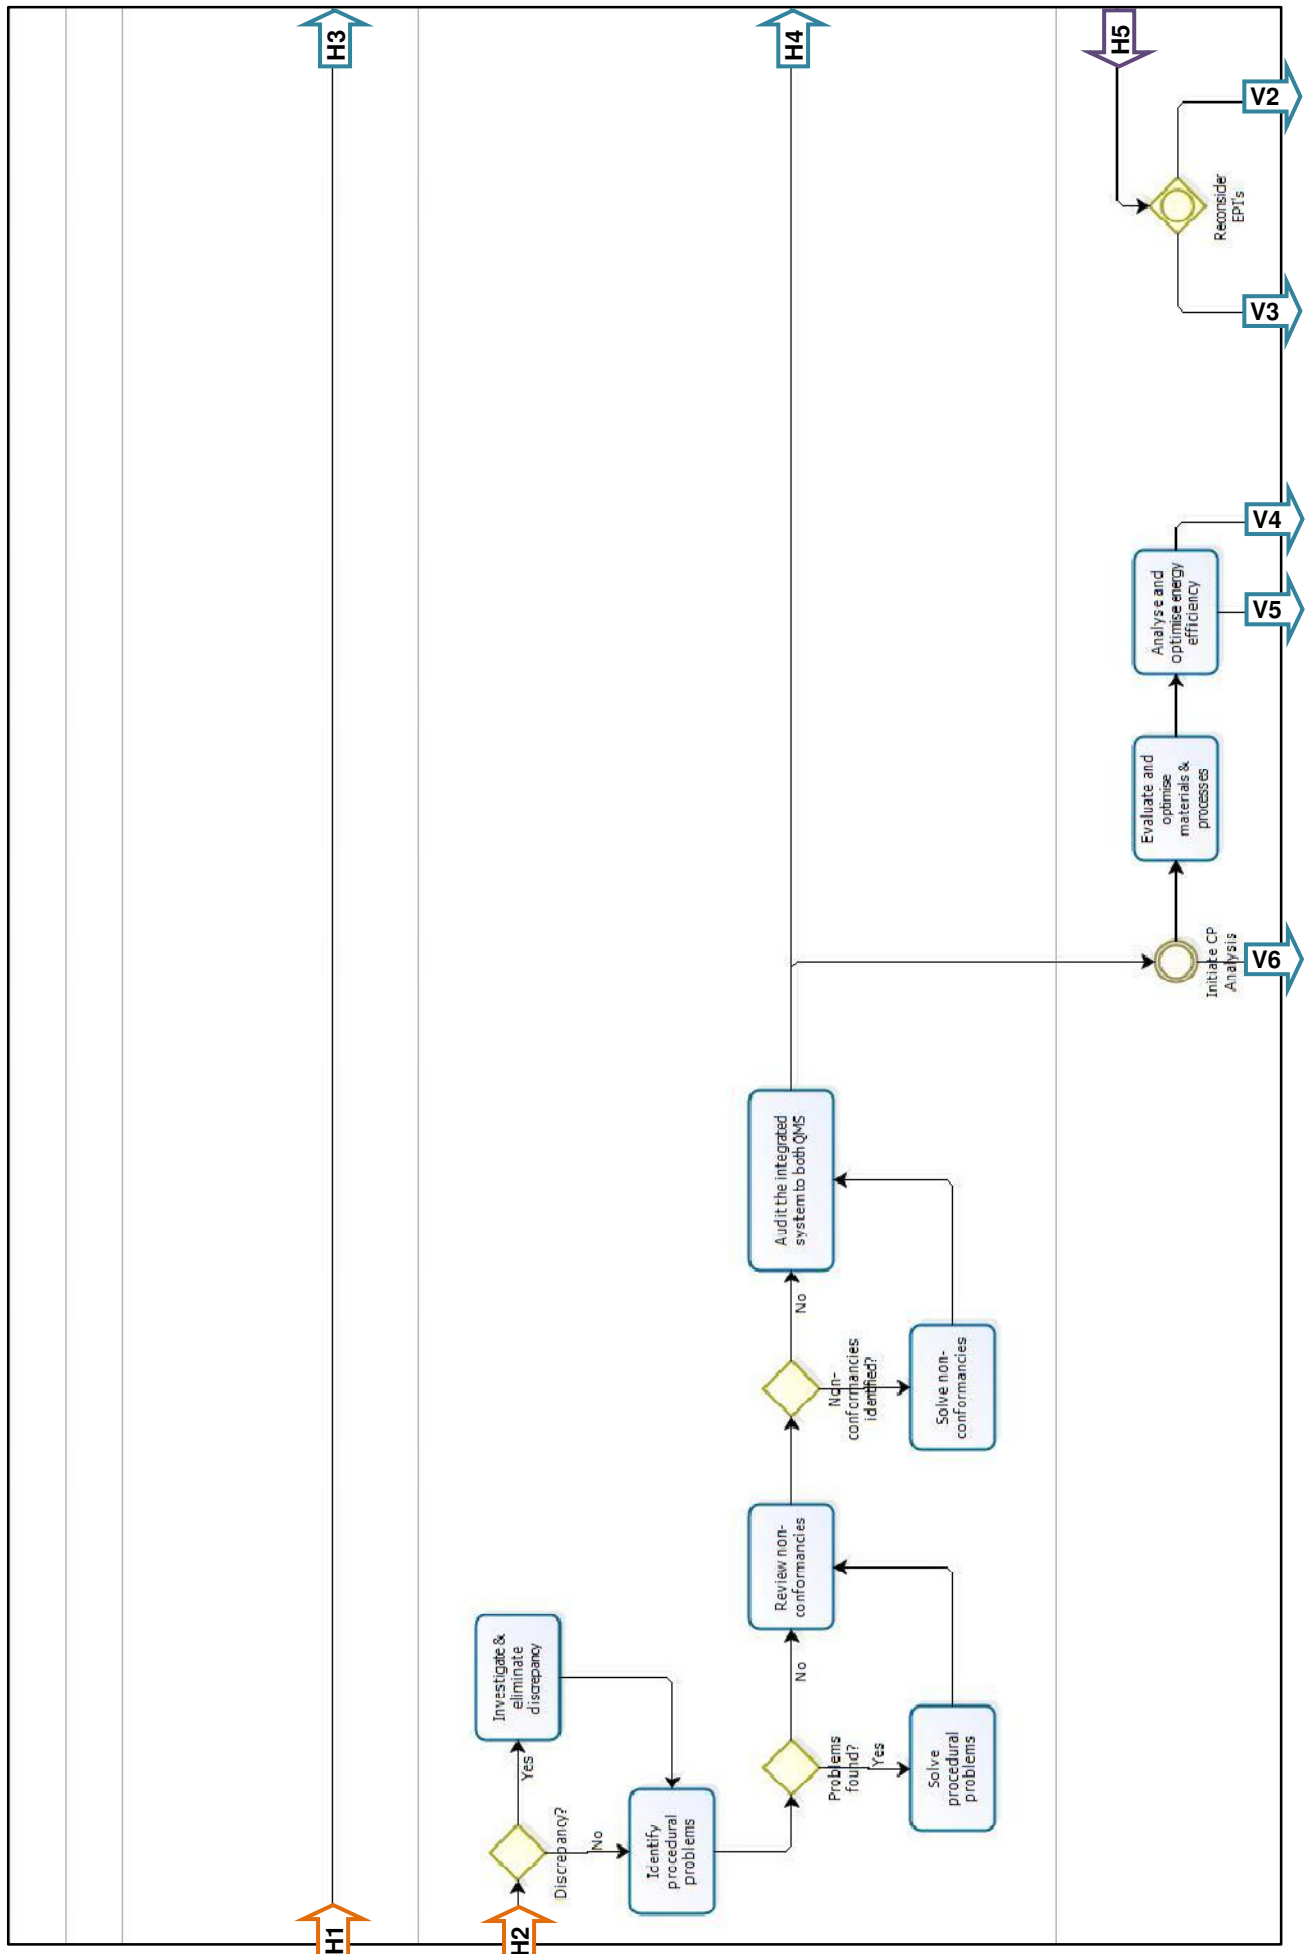 H1
H3
H2
Discrepancy?
Yes
No
Investigate &
eliminate
discrepancy
Identify
procedural
problems
Problems
found?
Yes
No
Solve
procedural
problems
Review non-
conformancies
Non-
conformancies
identified?
No
Solve non-
conformancies
Audit the integrated
system to both QMS
H4
Initiate CP
Analysis
V6
Evaluate and
optimise
materials &
processes
Analyse and
optimise energy
efficiency
V5
V4
H5
Reconsider
EPI's
V3
V2